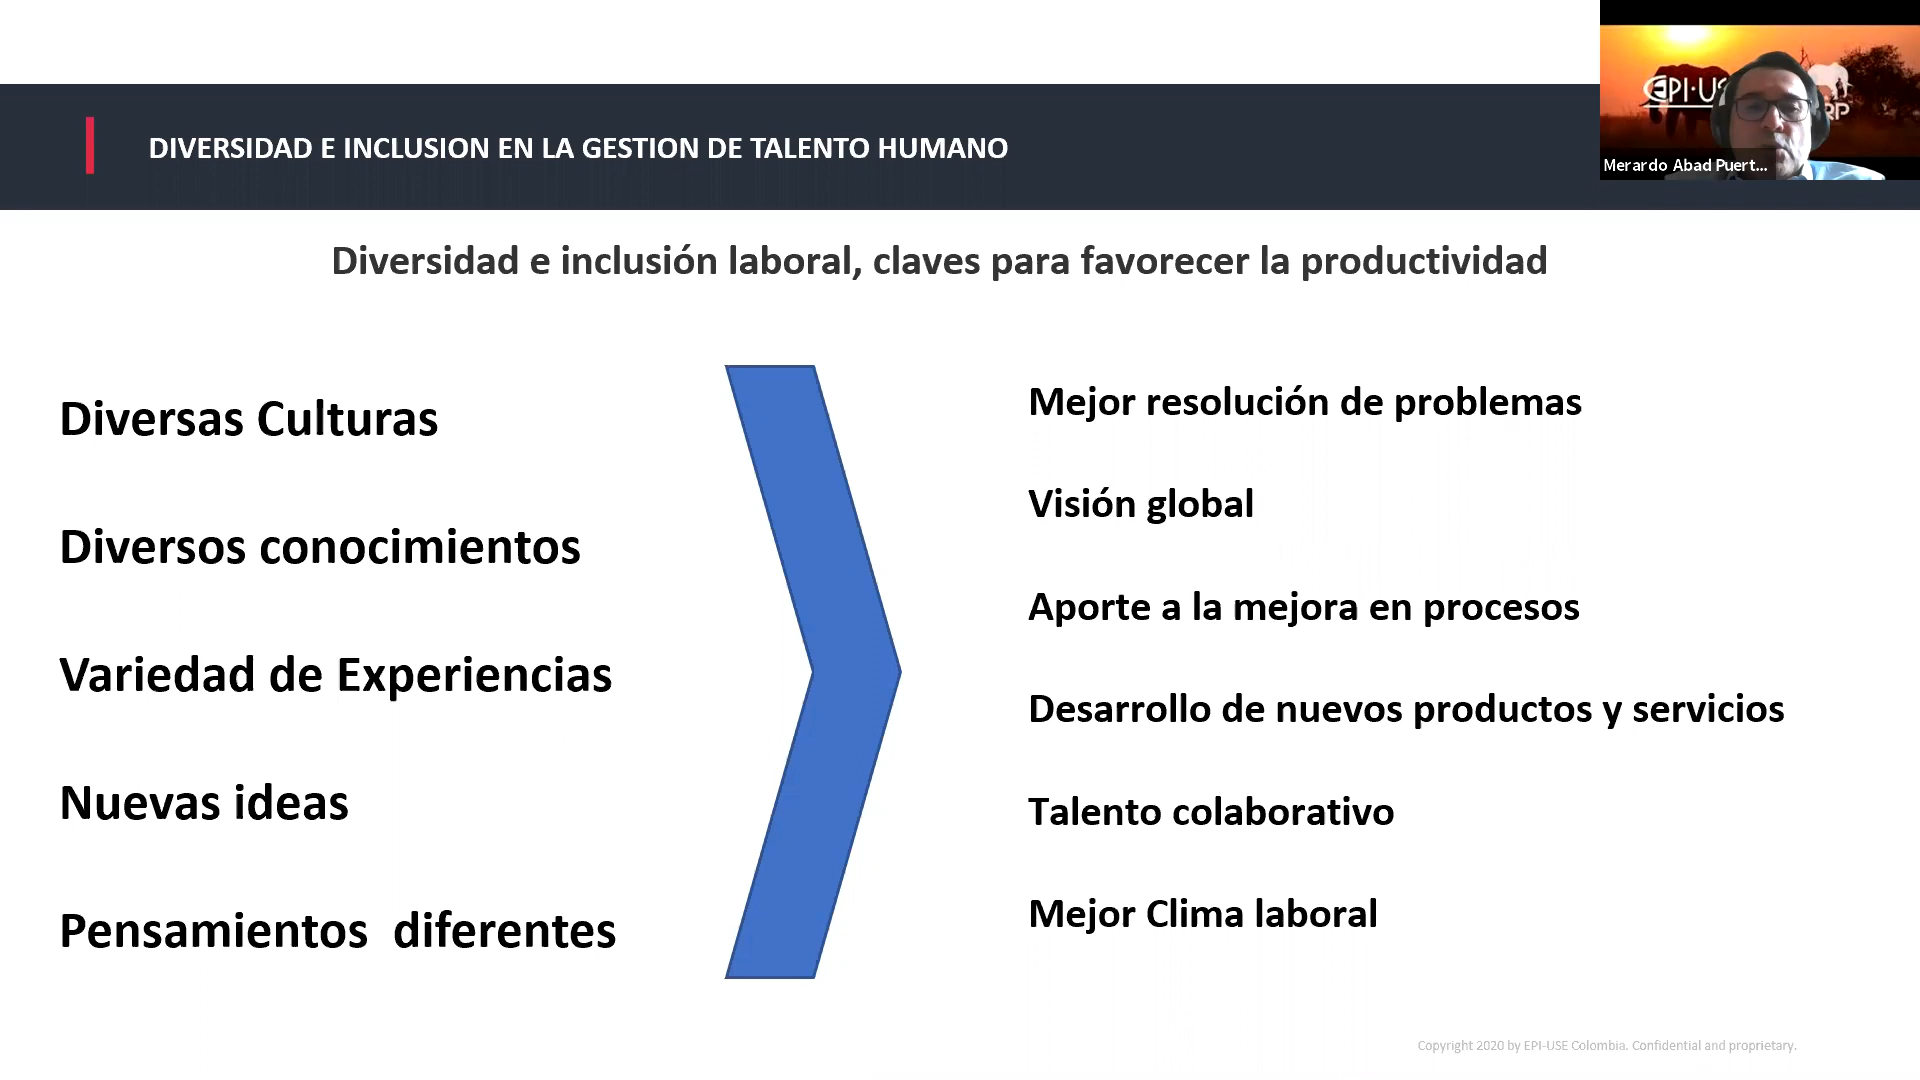 EPI-US
RP
Merardo Abad Puert...
DIVERSIDAD E INCLUSION EN LA GESTION DE TALENTO HUMANO
Diversidad e inclusión laboral, claves para favorecer la productividad
Diversas Culturas
Diversos conocimientos
Variedad de Experiencias
Nuevas ideas
Pensamientos diferentes
Mejor resolución de problemas
Visión global
Aporte a la mejora en procesos
Desarrollo de nuevos productos y servicios
Talento colaborativo
Mejor Clima laboral
Copyright 2020 by EPI-USE Colombia. Confidential and proprietary.